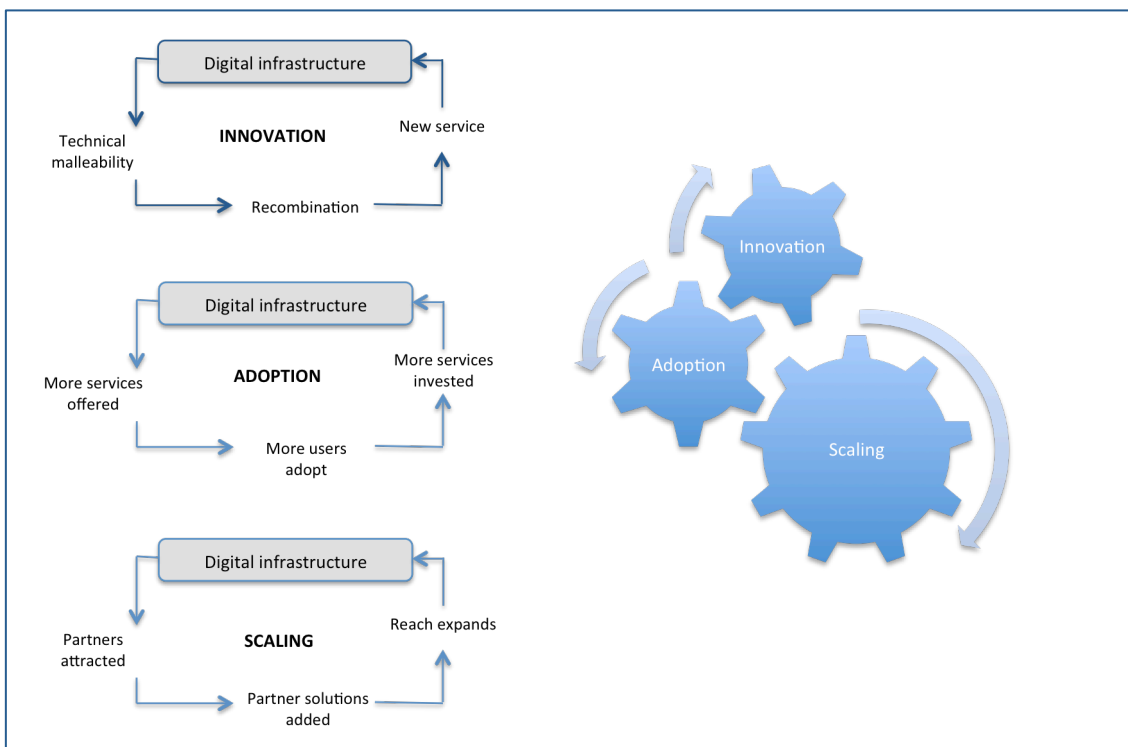 Digital infrastructure
Technical
malleability
INNOVATION
New service
Recombination
Digital infrastructure
More services
offered
ADOPTION
More services
invested
More users
adopt
Digital infrastructure
Partners
attracted
SCALING
Reach expands
Partner solutions
added
Innovation
Adoption
Scaling